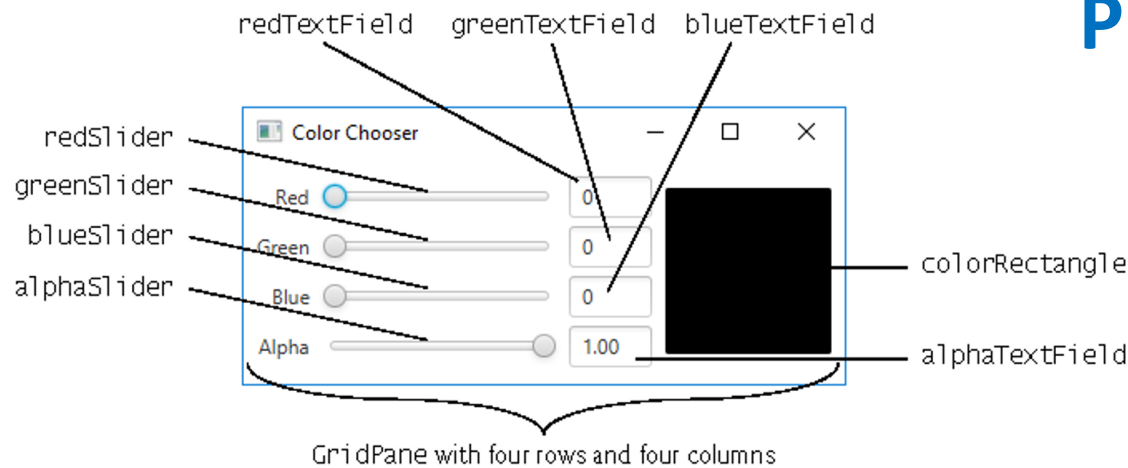 redTextField greenTextField blueTextField P
Color Chooser
redSlider
greenSlider
blueSlider
alphaSlider
Red 0
Green 0
Blue 0
Alpha 1.00
colorRectangle
alphaTextField
GridPane with four rows and four columns